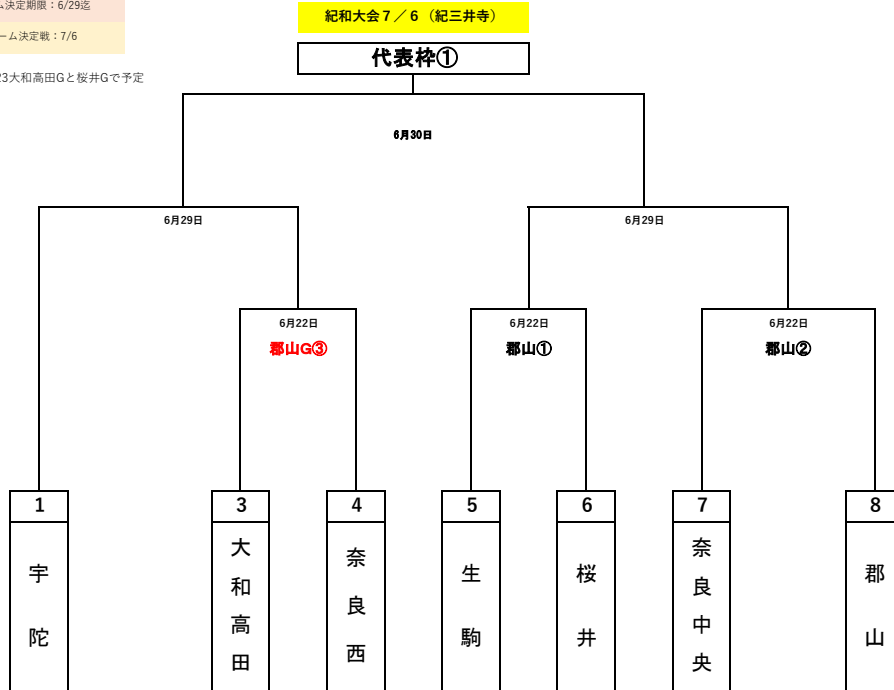 ム決定期限：6/29迄
紀和大会７／６（紀三井寺）
ーム決定戦：7/6
代表枠①
23大和高田Gと桜井Gで予定
6月30日
6月29日
6月29日
6月22日
6月22日
6月22日
郡山G③
郡山①
郡山②
1
3
4
5
6
7
8
宇陀
大和高田
奈良西
生駒
桜井
奈良中央
郡山